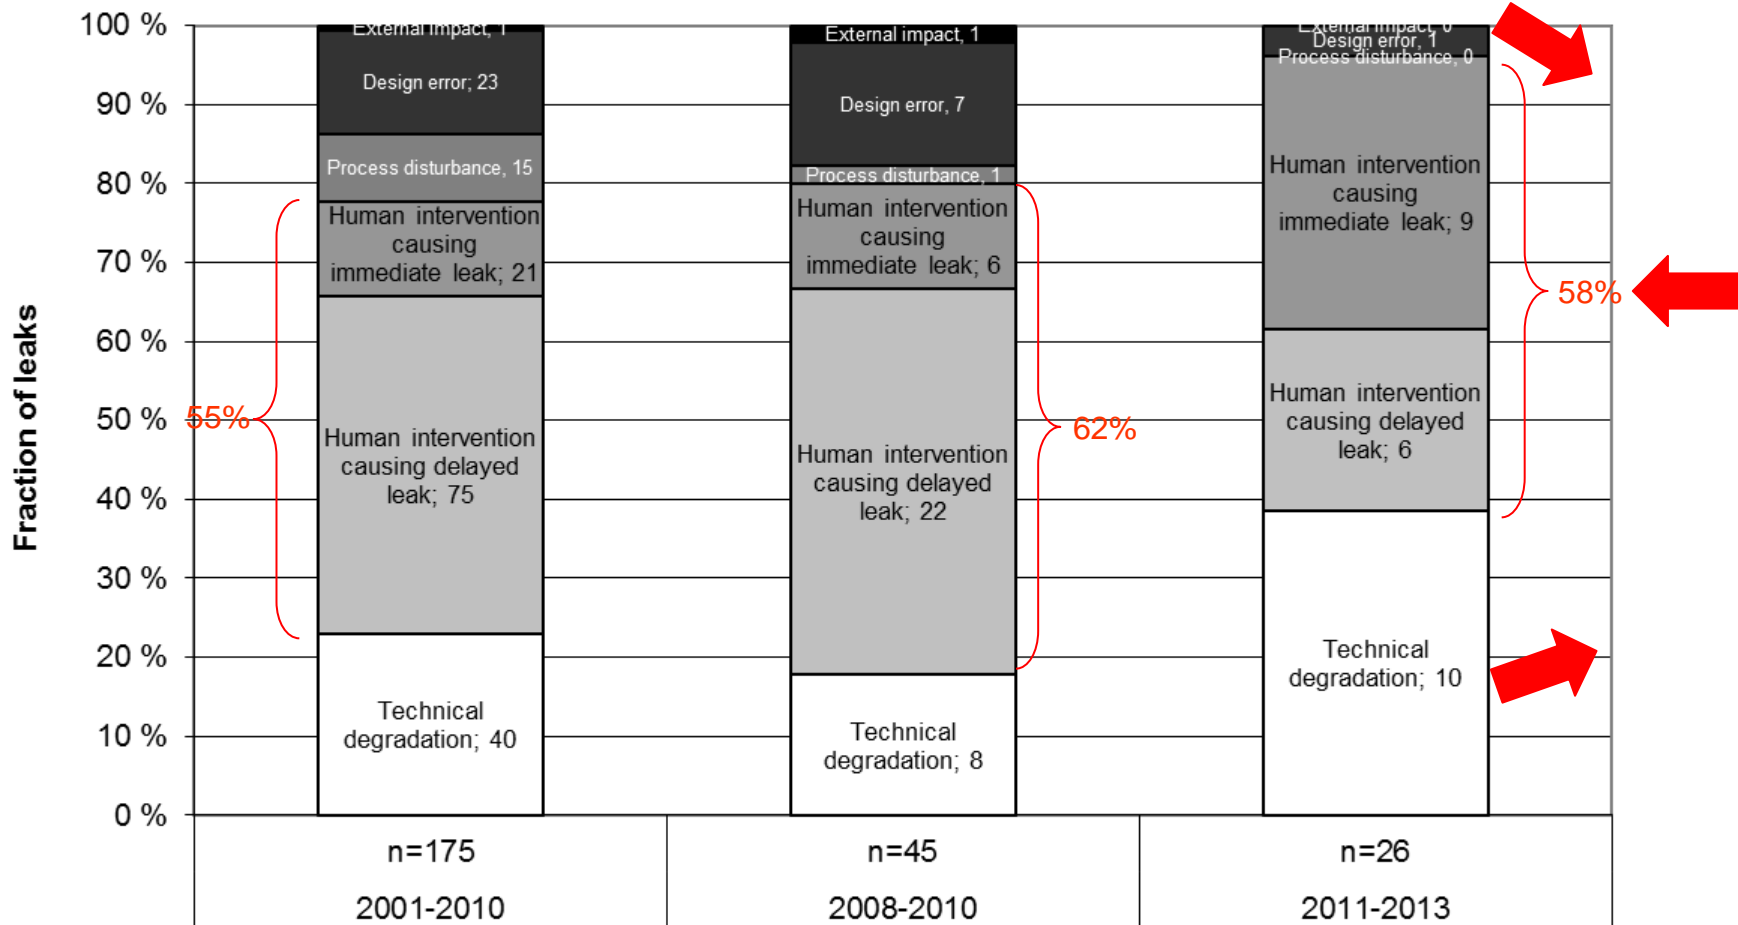 Fraction of leaks
100 %
90 %
80 %
70 %
60 %
50 %
40 %
30 %
20 %
10 %
0 %
External impact, 1
Design error; 23
Process disturbance, 15
Human intervention
causing
immediate leak; 21
Human intervention
causing delayed
leak; 75
Technical
degradation; 40
55%
External impact, 1
Design error, 7
Process disturbance, 1
Human intervention
causing
immediate leak; 6
Human intervention
causing delayed
leak; 22
Technical
degradation; 8
62%
External impact, 0
Design error, 1
Process disturbance, 0
Human intervention
causing
immediate leak; 9
Human intervention
causing delayed
leak; 6
Technical
degradation; 10
58%
n=175
n=45
n=26
2001-2010
2008-2010
2011-2013